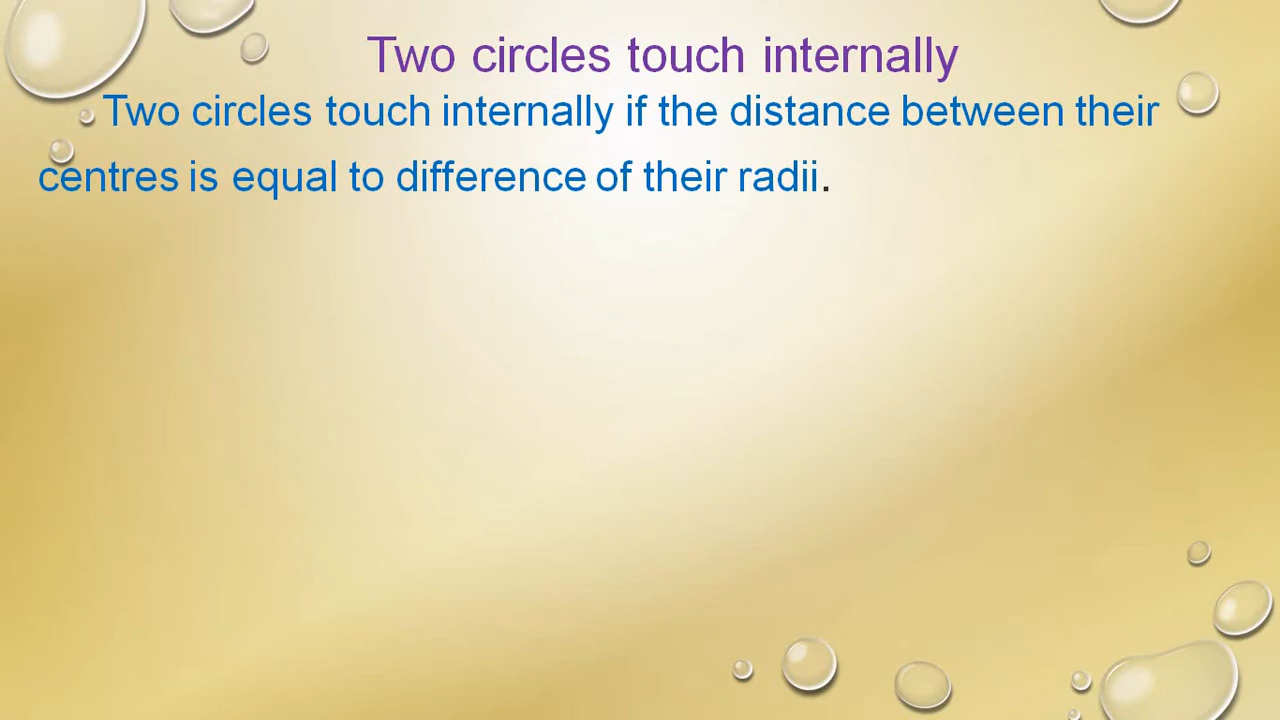 Two circles touch internally
Two circles touch internally if the distance between their
centres is equal to difference of their radii.